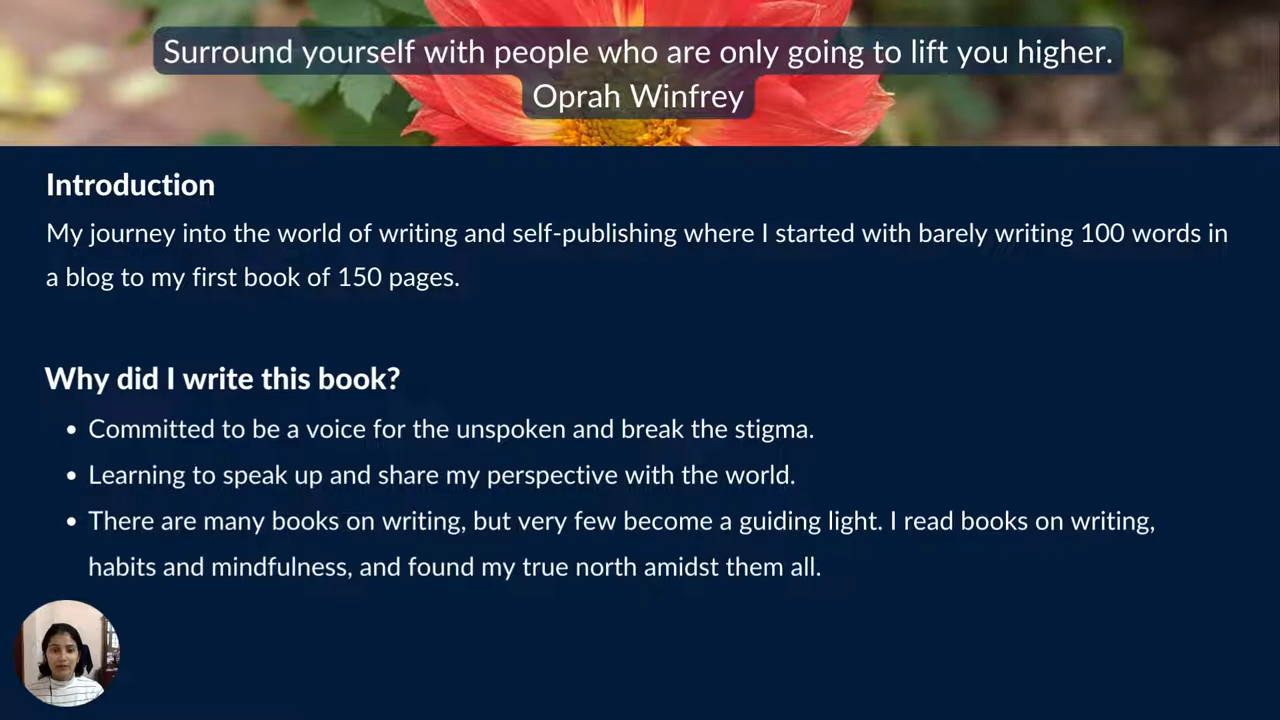 Surround yourself with people who are only going to lift you higher.
Oprah Winfrey
Introduction
My journey into the world of writing and self-publishing where I started with barely writing 100 words in
a blog to my first book of 150 pages.
Why did I write this book?
• Committed to be a voice for the unspoken and break the stigma.
• Learning to speak up and share my perspective with the world.
• There are many books on writing, but very few become a guiding light. I read books on writing,
habits and mindfulness, and found my true north amidst them all.